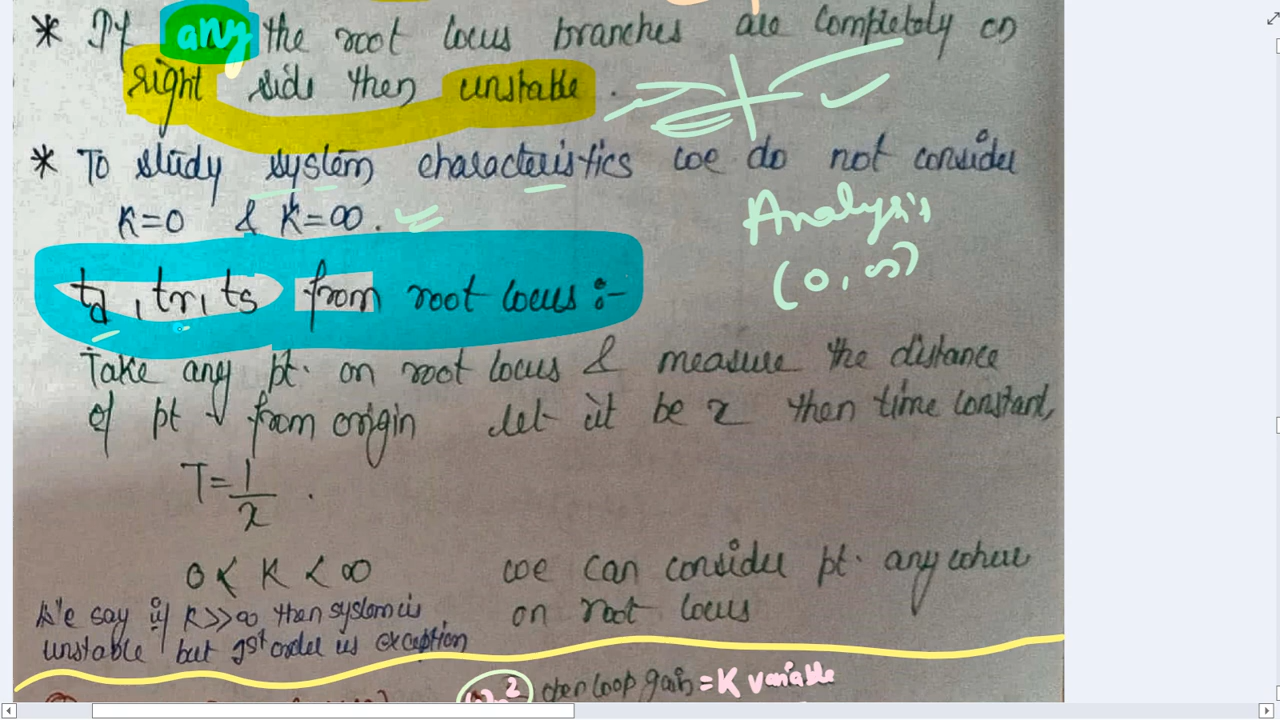 * If any the root locus branches are completely on
right side then unstable.
* To study system characteristics we do not consider
K=0 & K=∞.
Analysis
(0, ∞)
td, tr, ts from root locus :-
Take any pt. on root locus & measure the distance
of pt from origin let it be x then time constant,
T = 1/x .
0 < K < ∞ we can consider pt. anywhere
on root locus
We say if K>>∞ then system is
unstable but 1st order is exception
open loop gain = K variable